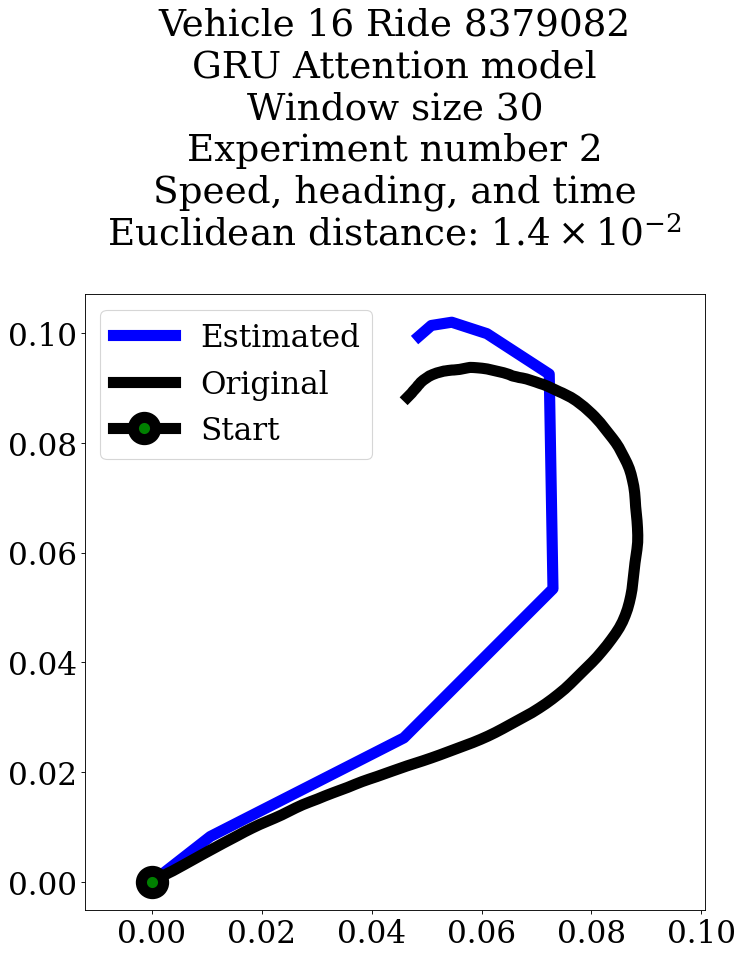 Vehicle 16 Ride 8379082
GRU Attention model
Window size 30
Experiment number 2
Speed, heading, and time
Euclidean distance: 1.4 × 10⁻²
Estimated
Original
Start
0.10
0.08
0.06
0.04
0.02
0.00
0.00 0.02 0.04 0.06 0.08 0.10